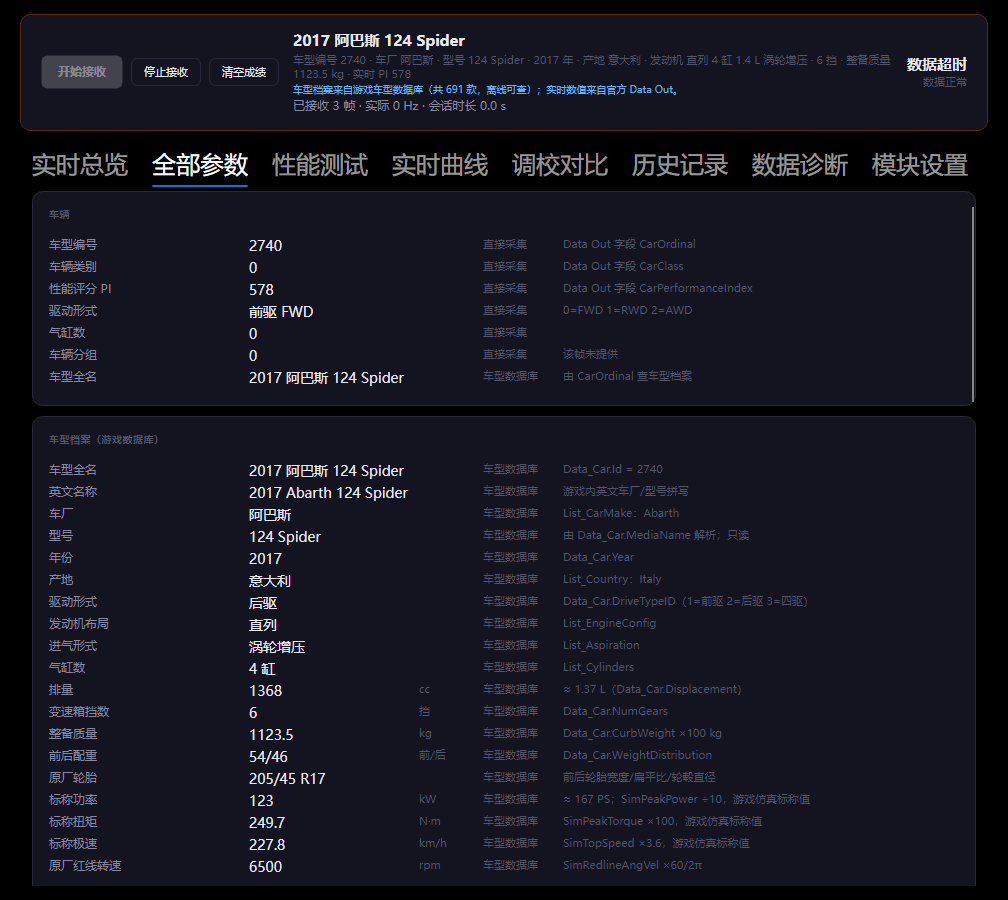 开始接收
停止接收
清空成绩
2017 阿巴斯 124 Spider
车型编号 2740 · 车厂 阿巴斯 · 型号 124 Spider · 2017 年 · 产地 意大利 · 发动机 直列 4 缸 1.4 L 涡轮增压 · 6 挡 · 整备质量
1123.5 kg · 实时 PI 578
车型档案来自游戏车型数据库（共 691 款，离线可查）；实时数值来自官方 Data Out。
已接收 3 帧 · 实际 0 Hz · 会话时长 0.0 s
数据超时
数据正常
实时总览 全部参数 性能测试 实时曲线 调校对比 历史记录 数据诊断 模块设置
车辆
车型编号 2740 直接采集 Data Out 字段 CarOrdinal
车辆类别 0 直接采集 Data Out 字段 CarClass
性能评分 PI 578 直接采集 Data Out 字段 CarPerformanceIndex
驱动形式 前驱 FWD 直接采集 0=FWD 1=RWD 2=AWD
气缸数 0 直接采集
车辆分组 0 直接采集 该帧未提供
车型全名 2017 阿巴斯 124 Spider 车型数据库 由 CarOrdinal 查车型档案
车型档案（游戏数据库）
车型全名 2017 阿巴斯 124 Spider 车型数据库 Data_Car.Id = 2740
英文名称 2017 Abarth 124 Spider 车型数据库 游戏内英文车厂/型号拼写
车厂 阿巴斯 车型数据库 List_CarMake：Abarth
型号 124 Spider 车型数据库 由 Data_Car.MediaName 解析；只读
年份 2017 车型数据库 Data_Car.Year
产地 意大利 车型数据库 List_Country：Italy
驱动形式 后驱 车型数据库 Data_Car.DriveTypeID（1=前驱 2=后驱 3=四驱）
发动机布局 直列 车型数据库 List_EngineConfig
进气形式 涡轮增压 车型数据库 List_Aspiration
气缸数 4 缸 车型数据库 List_Cylinders
排量 1368 cc 车型数据库 ≈ 1.37 L（Data_Car.Displacement）
变速箱挡数 6 挡 车型数据库 Data_Car.NumGears
整备质量 1123.5 kg 车型数据库 Data_Car.CurbWeight ×100 kg
前后配重 54/46 前/后 车型数据库 Data_Car.WeightDistribution
原厂轮胎 205/45 R17 车型数据库 前后轮胎宽度/扁平比/轮毂直径
标称功率 123 kW 车型数据库 ≈ 167 PS；SimPeakPower ÷10，游戏仿真标称值
标称扭矩 249.7 N·m 车型数据库 SimPeakTorque ×100，游戏仿真标称值
标称极速 227.8 km/h 车型数据库 SimTopSpeed ×3.6，游戏仿真标称值
原厂红线转速 6500 rpm 车型数据库 SimRedlineAngVel ×60/2π